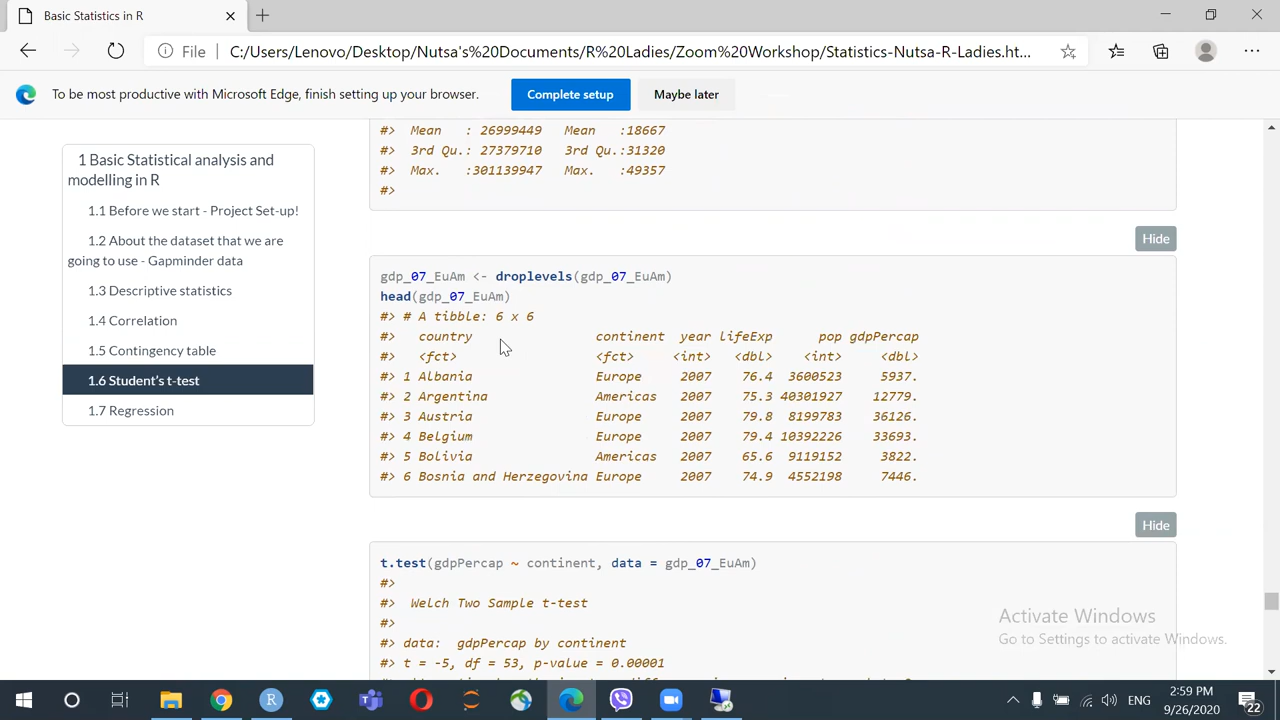 Basic Statistics in R
File
C:/Users/Lenovo/Desktop/Nutsa's%20Documents/R%20Ladies/Zoom%20Workshop/Statistics-Nutsa-R-Ladies.ht...
To be most productive with Microsoft Edge, finish setting up your browser.
Complete setup
Maybe later
1 Basic Statistical analysis and
modelling in R
1.1 Before we start - Project Set-up!
1.2 About the dataset that we are
going to use - Gapminder data
1.3 Descriptive statistics
1.4 Correlation
1.5 Contingency table
1.6 Student's t-test
1.7 Regression
#> Mean : 26999449 Mean :18667
#> 3rd Qu.: 27379710 3rd Qu.:31320
#> Max. :301139947 Max. :49357
#>
Hide
gdp_07_EuAm <- droplevels(gdp_07_EuAm)
head(gdp_07_EuAm)
#> # A tibble: 6 x 6
#> country continent year lifeExp pop gdpPercap
#> <fct> <fct> <int> <dbl> <int> <dbl>
#> 1 Albania Europe 2007 76.4 3600523 5937.
#> 2 Argentina Americas 2007 75.3 40301927 12779.
#> 3 Austria Europe 2007 79.8 8199783 36126.
#> 4 Belgium Europe 2007 79.4 10392226 33693.
#> 5 Bolivia Americas 2007 65.6 9119152 3822.
#> 6 Bosnia and Herzegovina Europe 2007 74.9 4552198 7446.
Hide
t.test(gdpPercap ~ continent, data = gdp_07_EuAm)
#>
#> Welch Two Sample t-test
#>
#> data: gdpPercap by continent
#> t = -5, df = 53, p-value = 0.00001
Activate Windows
Go to Settings to activate Windows.
ENG
2:59 PM
9/26/2020
22